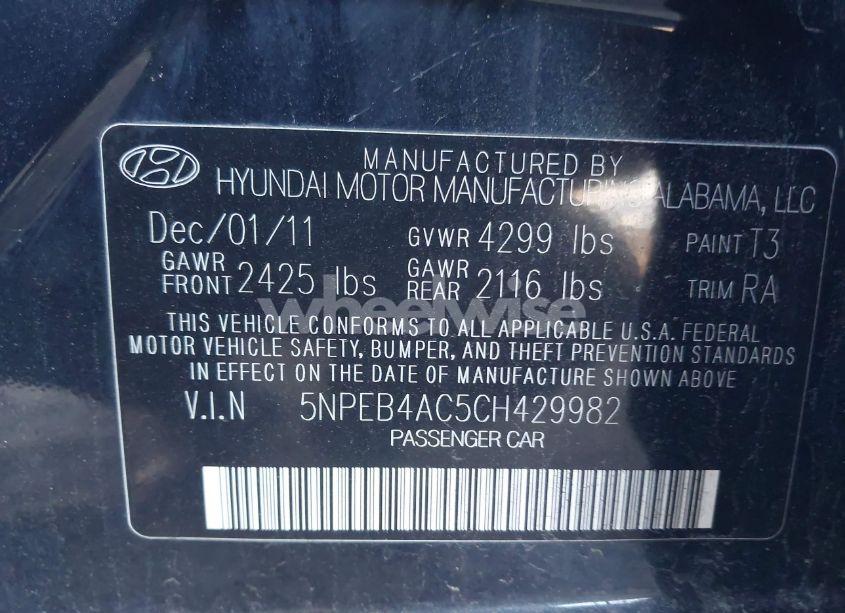 MANUFACTURED BY
HYUNDAI MOTOR MANUFACTURING ALABAMA, LLC
Dec/01/11 GVWR 4299 lbs PAINT T3
GAWR FRONT 2425 lbs GAWR REAR 2116 lbs TRIM RA
wheelwise
THIS VEHICLE CONFORMS TO ALL APPLICABLE U.S.A. FEDERAL
MOTOR VEHICLE SAFETY, BUMPER, AND THEFT PREVENTION STANDARDS
IN EFFECT ON THE DATE OF MANUFACTURE SHOWN ABOVE.
V.I.N 5NPEB4AC5CH429982
PASSENGER CAR